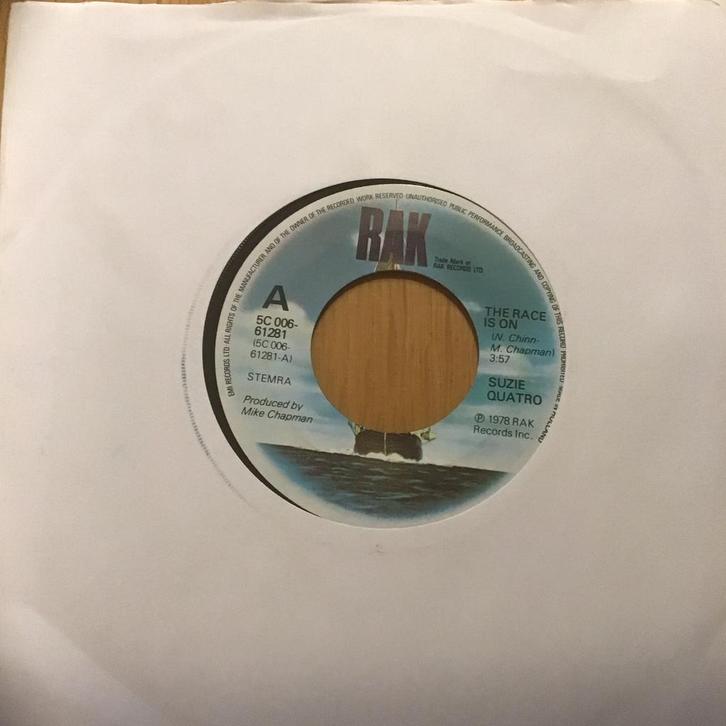 EMI RECORDS LTD ALL RIGHTS OF THE MANUFACTURER AND OF THE OWNER OF THE RECORDED WORK RESERVED UNAUTHORISED PUBLIC PERFORMANCE BROADCASTING AND COPYING OF THIS RECORD PROHIBITED MADE IN HOLLAND
RAK
Trade Mark of
RAK RECORDS LTD
A
5C 006-
61281
(5C 006-
61281-A)
STEMRA
Produced by
Mike Chapman
THE RACE
IS ON
(N. Chinn-
M. Chapman)
3:57
SUZIE
QUATRO
℗ 1978 RAK
Records Inc.